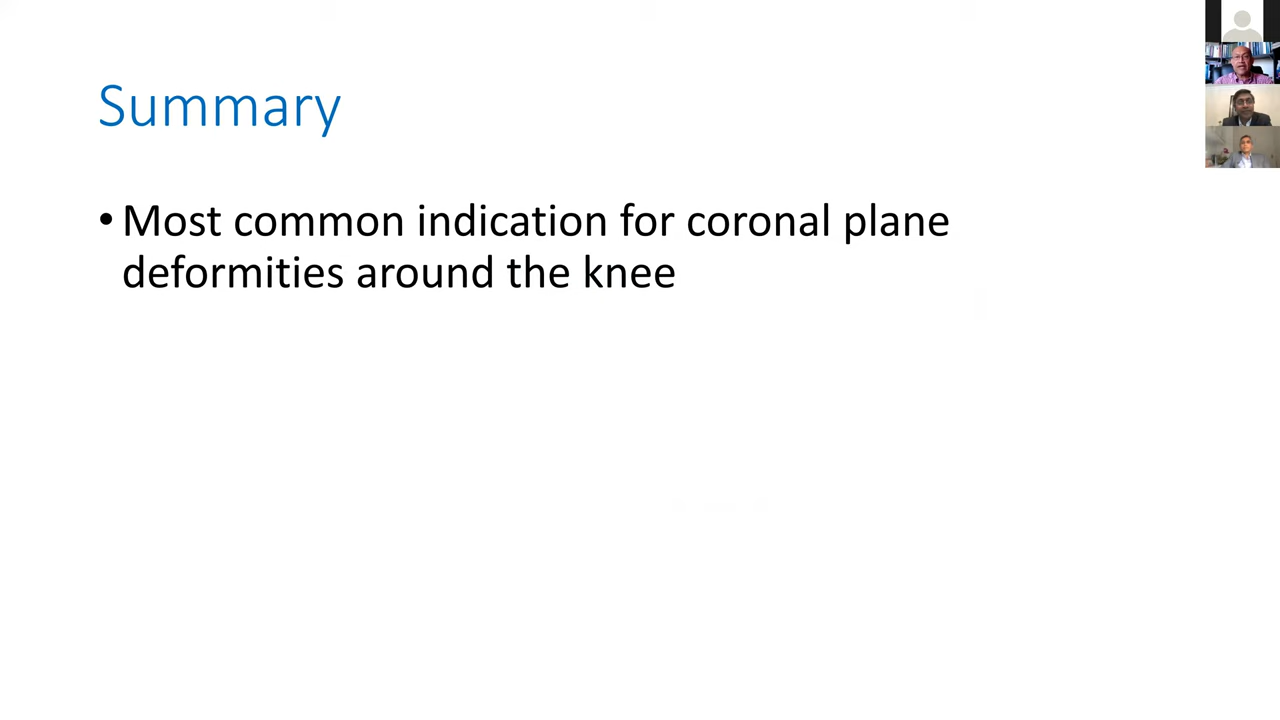 Summary
• Most common indication for coronal plane
deformities around the knee